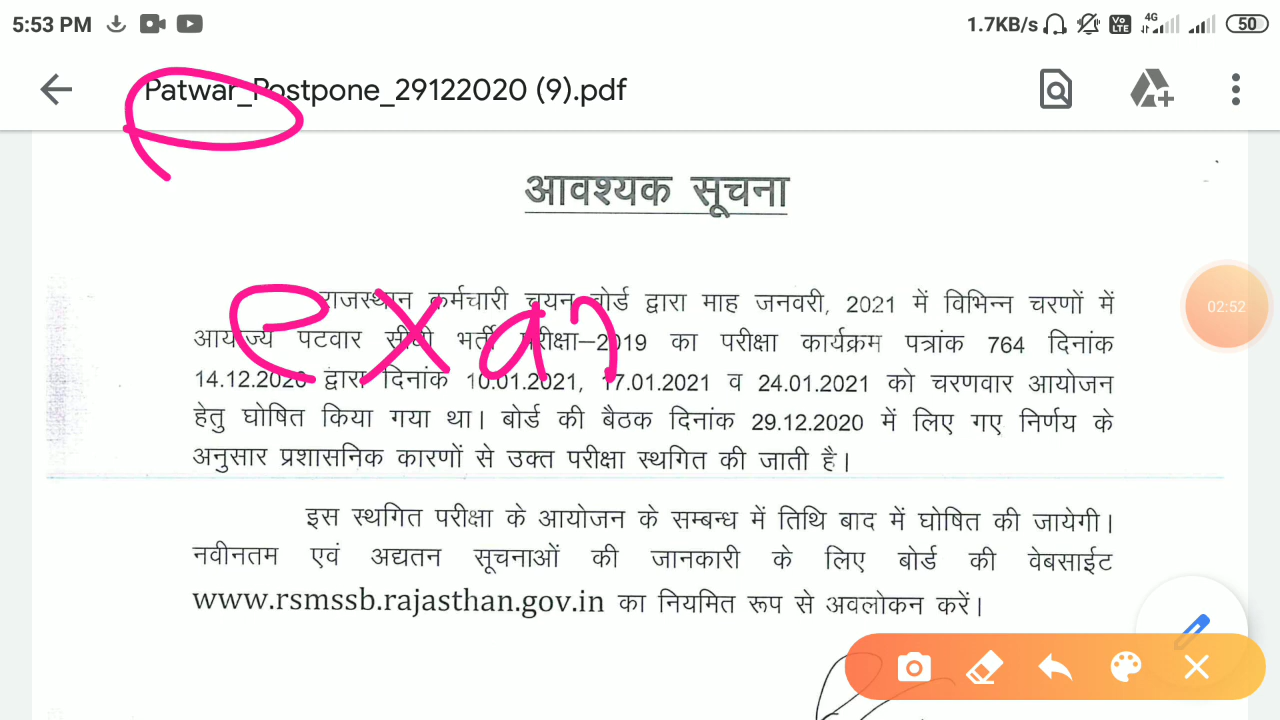 5:53 PM 1.7KB/s Vo LTE 4G 50
Patwar_Postpone_29122020 (9).pdf
आवश्यक सूचना
राजस्थान कर्मचारी चयन बोर्ड द्वारा माह जनवरी, 2021 में विभिन्न चरणों में
आयोज्य पटवार सीधी भर्ती परीक्षा–2019 का परीक्षा कार्यक्रम पत्रांक 764 दिनांक
02:52
exan
14.12.2020 द्वारा दिनांक 10.01.2021, 17.01.2021 व 24.01.2021 को चरणवार आयोजन
हेतु घोषित किया गया था। बोर्ड की बैठक दिनांक 29.12.2020 में लिए गए निर्णय के
अनुसार प्रशासनिक कारणों से उक्त परीक्षा स्थगित की जाती है।
इस स्थगित परीक्षा के आयोजन के सम्बन्ध में तिथि बाद में घोषित की जायेगी।
नवीनतम एवं अद्यतन सूचनाओं की जानकारी के लिए बोर्ड की वेबसाईट
www.rsmssb.rajasthan.gov.in का नियमित रूप से अवलोकन करें।